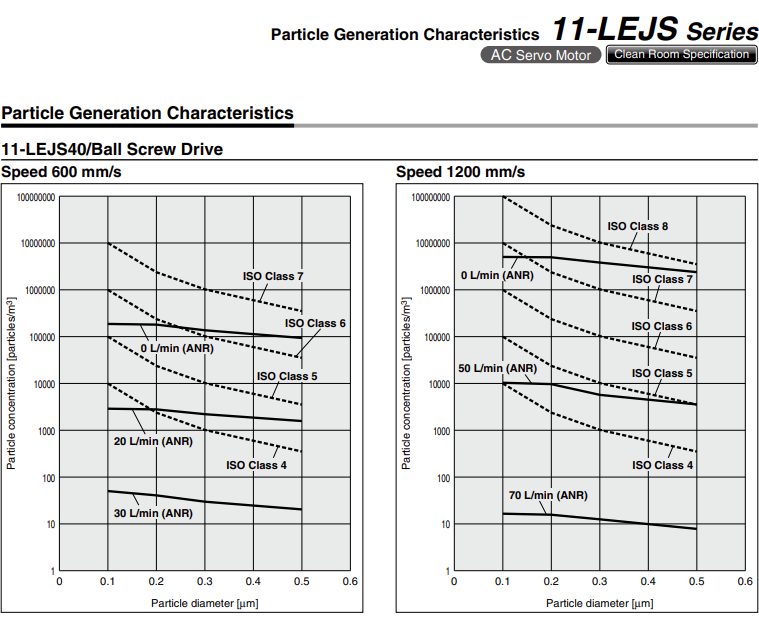 Particle Generation Characteristics 11-LEJS Series
AC Servo Motor Clean Room Specification
Particle Generation Characteristics
11-LEJS40/Ball Screw Drive
Speed 600 mm/s
Particle concentration [particles/m³]
100000000
10000000
1000000
100000
10000
1000
100
10
1
ISO Class 7
ISO Class 6
0 L/min (ANR)
ISO Class 5
20 L/min (ANR)
ISO Class 4
30 L/min (ANR)
0 0.1 0.2 0.3 0.4 0.5 0.6
Particle diameter [µm]
Speed 1200 mm/s
Particle concentration [particles/m³]
100000000
10000000
1000000
100000
10000
1000
100
10
1
ISO Class 8
0 L/min (ANR)
ISO Class 7
ISO Class 6
50 L/min (ANR)
ISO Class 5
ISO Class 4
70 L/min (ANR)
0 0.1 0.2 0.3 0.4 0.5 0.6
Particle diameter [µm]